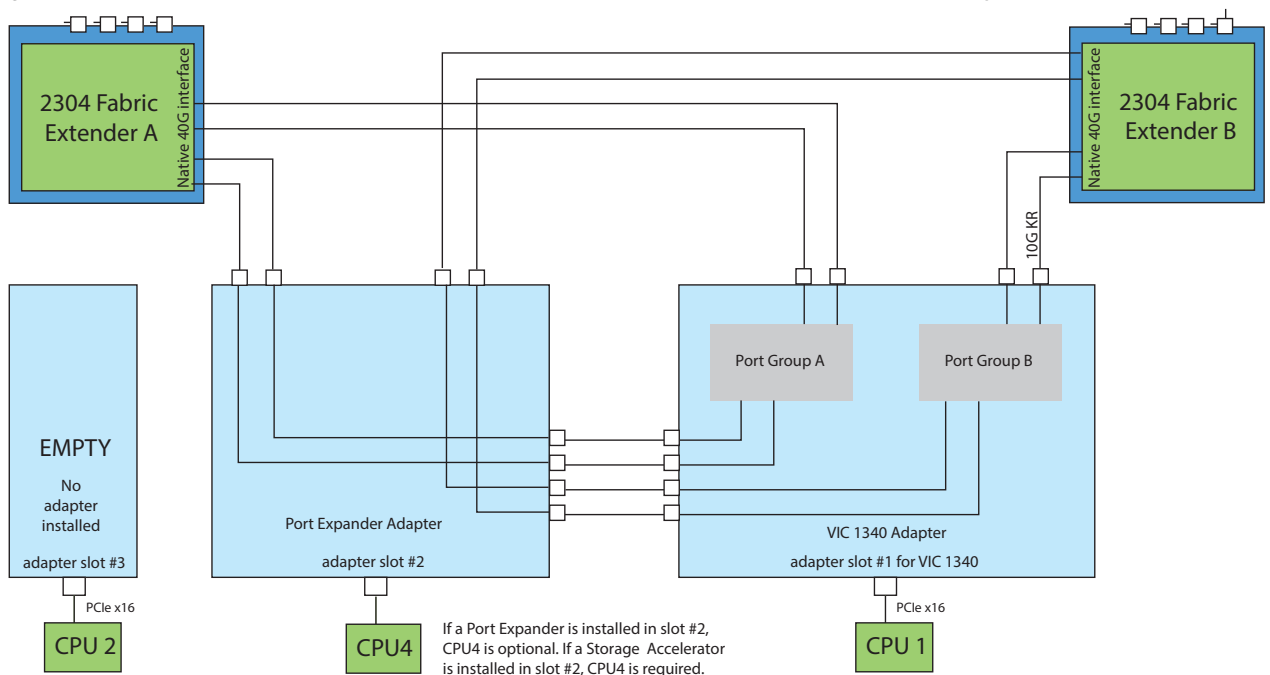 2304 Fabric
Extender A
Native 40G interface
Native 40G interface
2304 Fabric
Extender B
10G KR
Port Group A
Port Group B
EMPTY
No
adapter
installed
adapter slot #3
Port Expander Adapter
adapter slot #2
VIC 1340 Adapter
adapter slot #1 for VIC 1340
PCIe x16
PCIe x16
CPU 2
CPU4
If a Port Expander is installed in slot #2,
CPU4 is optional. If a Storage Accelerator
is installed in slot #2, CPU4 is required.
CPU 1